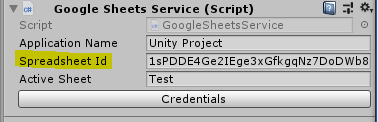 Google Sheets Service (Script)
Script GoogleSheetsService
Application Name Unity Project
Spreadsheet Id 1sPDDE4Ge2IEge3xGfkgqNz7DoDWb8
Active Sheet Test
Credentials